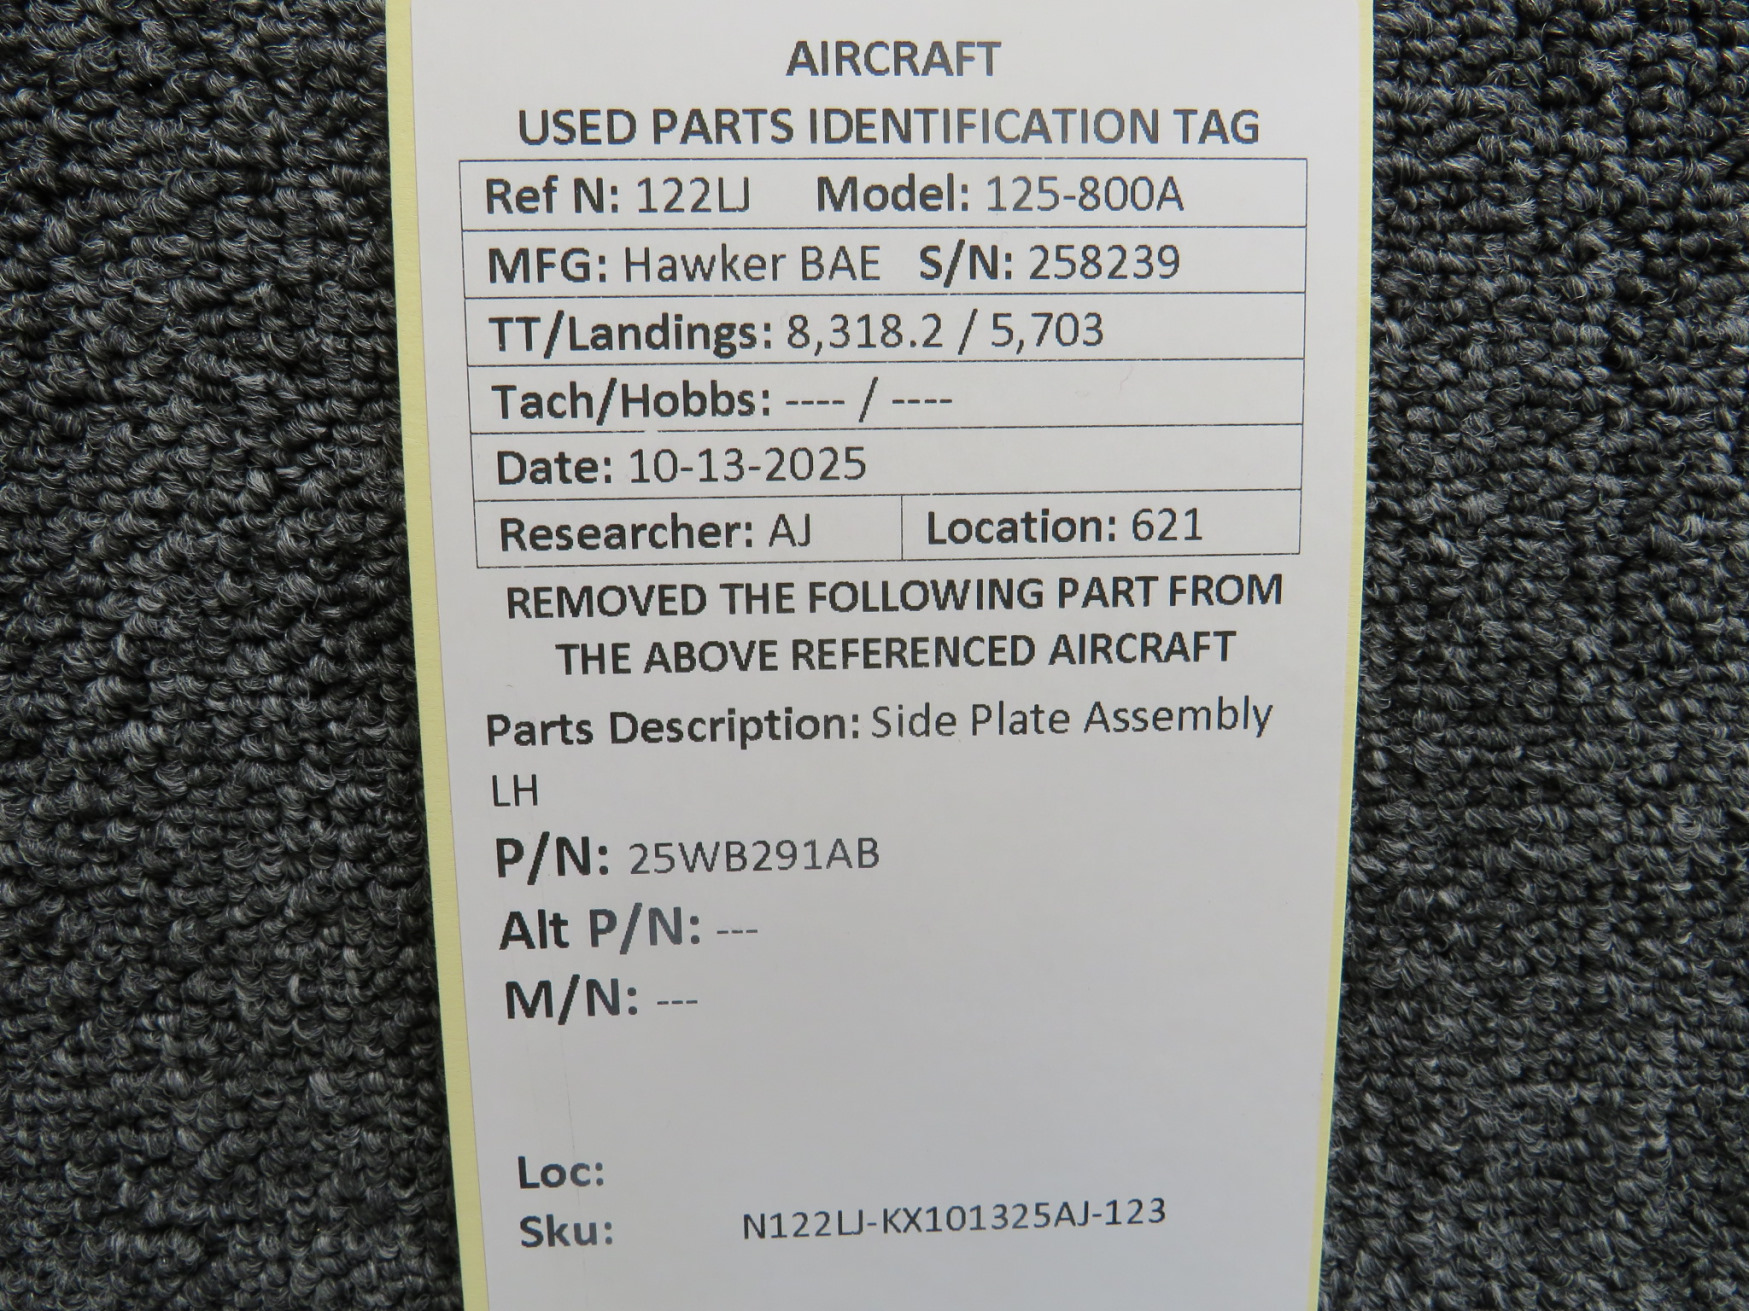 AIRCRAFT
USED PARTS IDENTIFICATION TAG
Ref N: 122LJ Model: 125-800A
MFG: Hawker BAE S/N: 258239
TT/Landings: 8,318.2 / 5,703
Tach/Hobbs: ---- / ----
Date: 10-13-2025
Researcher: AJ Location: 621
REMOVED THE FOLLOWING PART FROM
THE ABOVE REFERENCED AIRCRAFT
Parts Description: Side Plate Assembly
LH
P/N: 25WB291AB
Alt P/N: ---
M/N: ---
Loc:
Sku: N122LJ-KX101325AJ-123